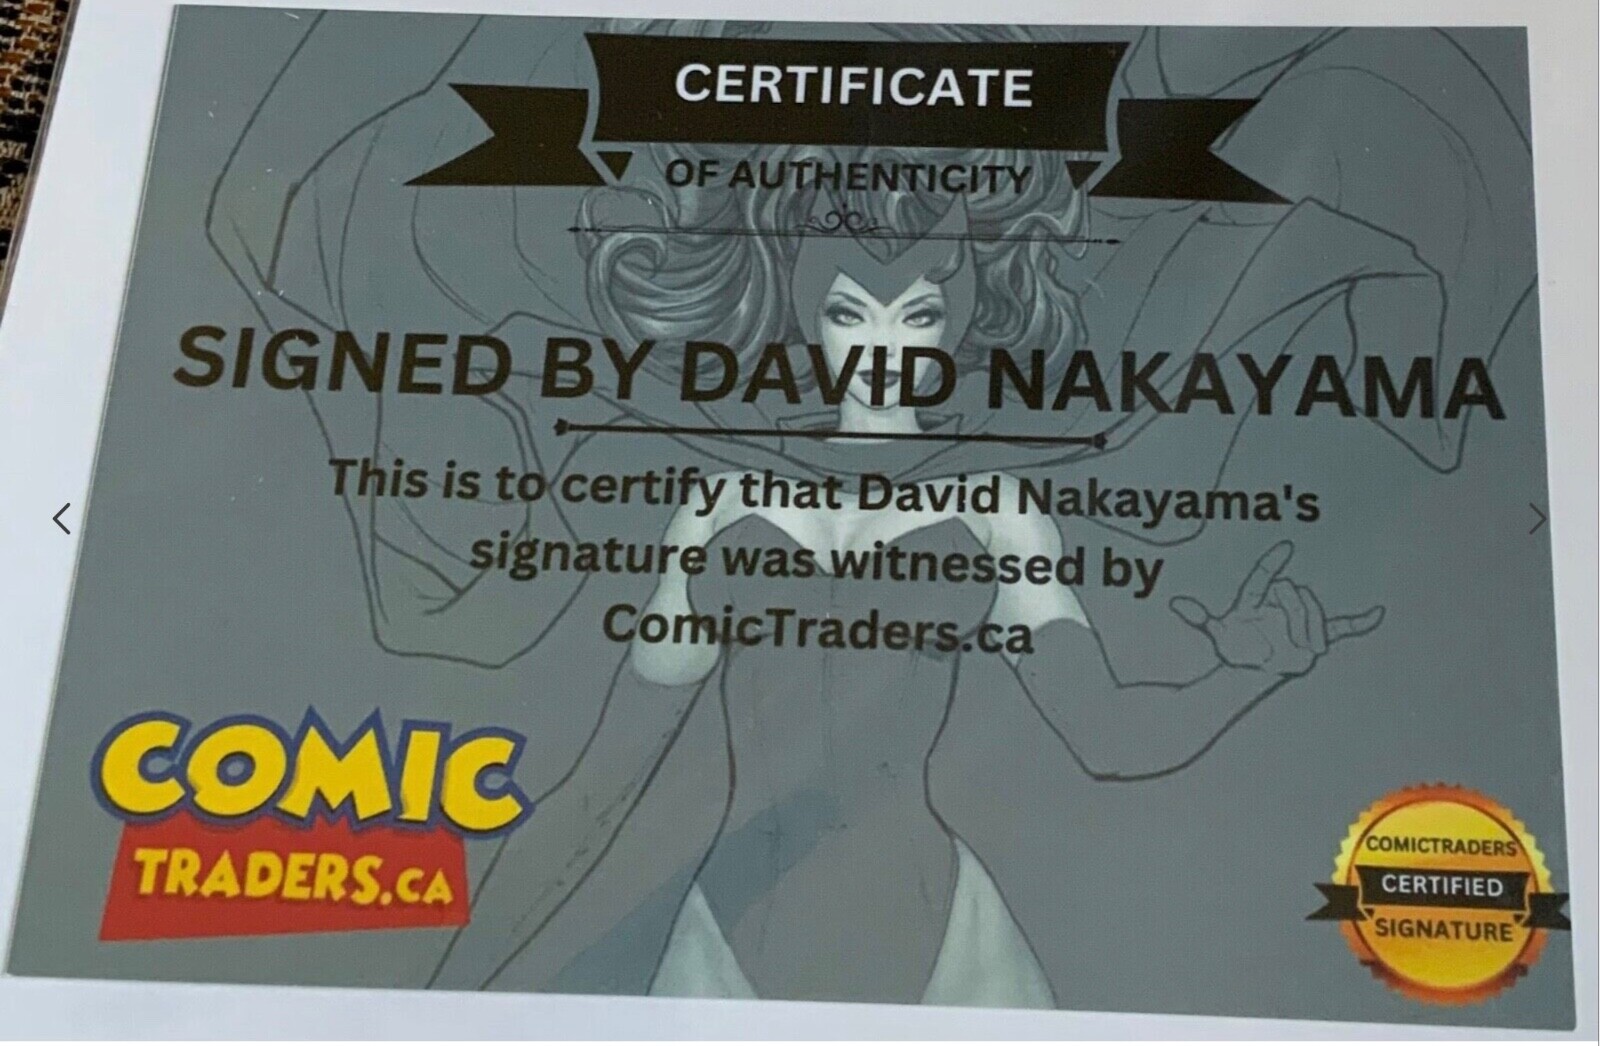 CERTIFICATE
OF AUTHENTICITY
SIGNED BY DAVID NAKAYAMA
This is to certify that David Nakayama's
signature was witnessed by
ComicTraders.ca
COMIC
TRADERS.CA
COMICTRADERS
CERTIFIED
SIGNATURE